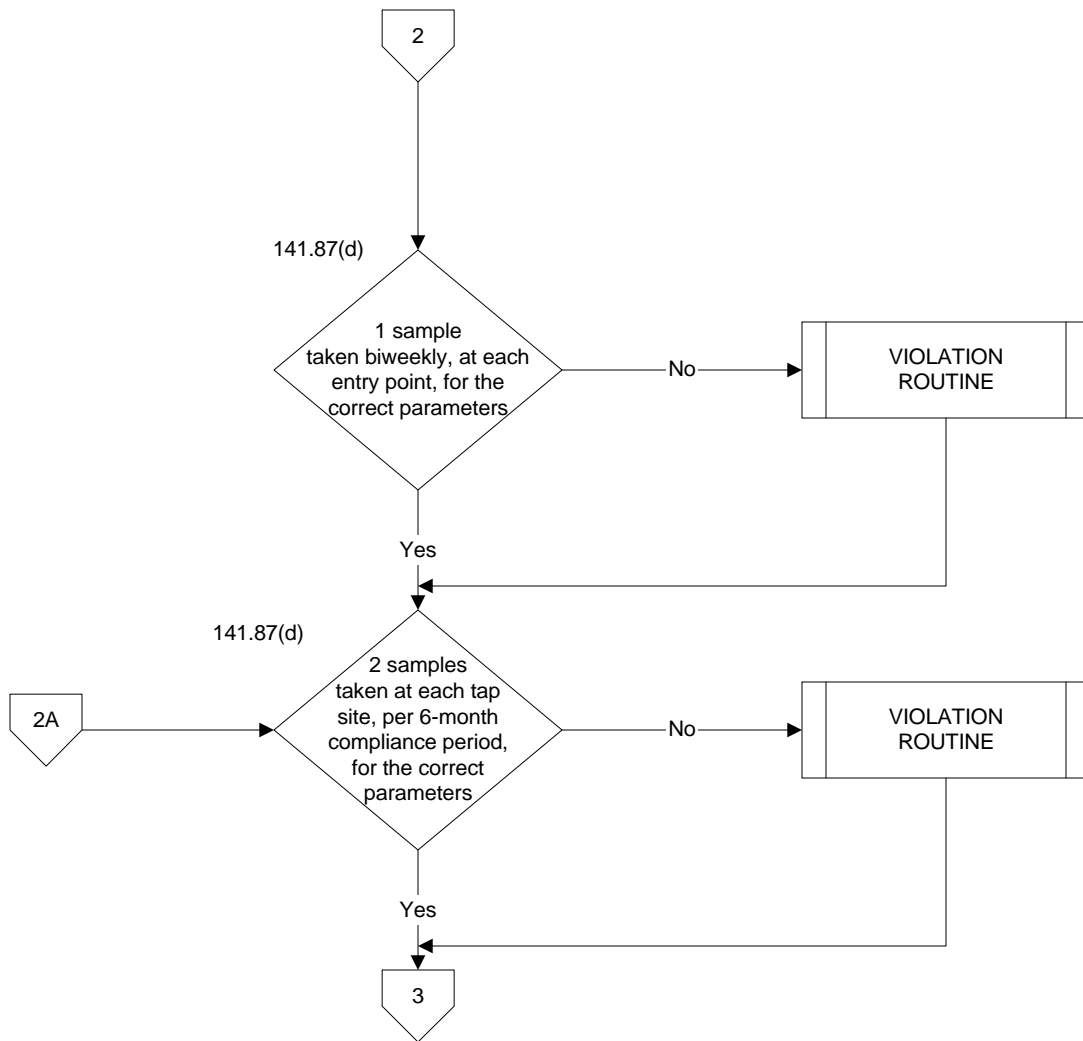 2
141.87(d)
1 sample
taken biweekly, at each
entry point, for the
correct parameters
No
VIOLATION
ROUTINE
Yes
141.87(d)
2 samples
taken at each tap
site, per 6-month
compliance period,
for the correct
parameters
2A
No
VIOLATION
ROUTINE
Yes
3